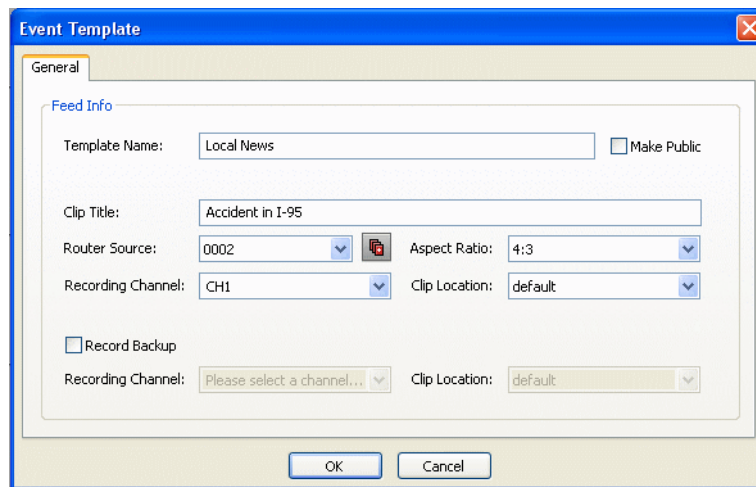 Event Template
General
Feed Info
Template Name: Local News Make Public
Clip Title: Accident in I-95
Router Source: 0002 Aspect Ratio: 4:3
Recording Channel: CH1 Clip Location: default
Record Backup
Recording Channel: Please select a channel... Clip Location: default
OK Cancel